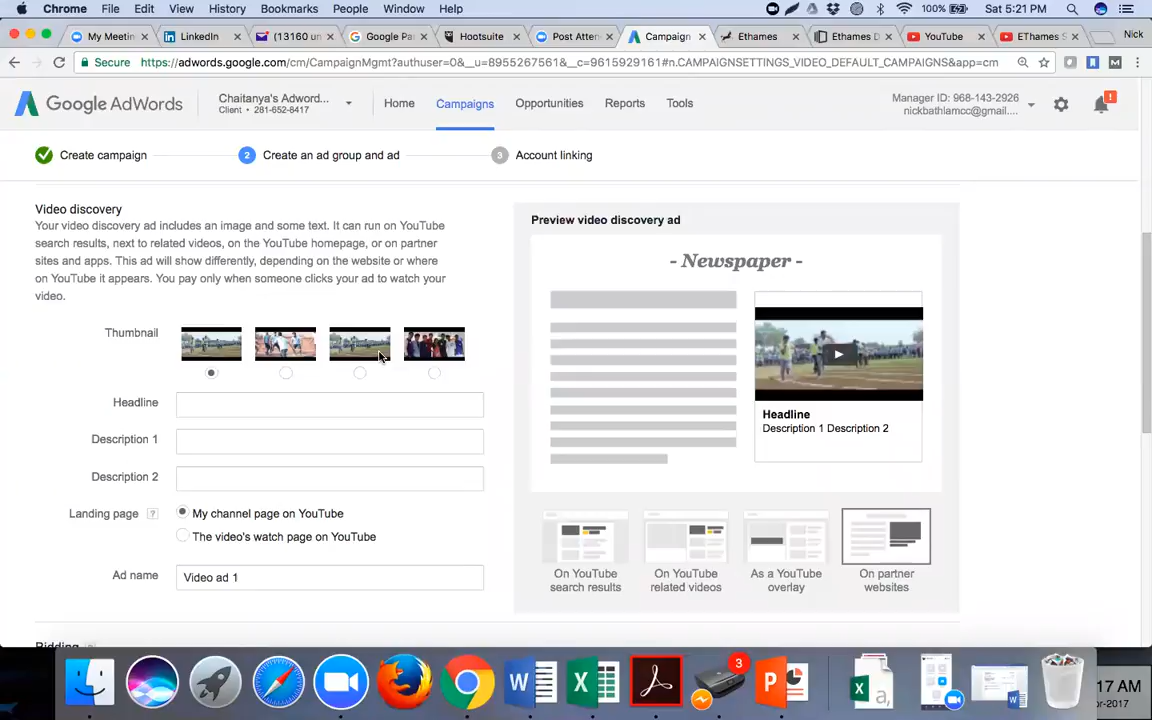 Chrome File Edit View History Bookmarks People Window Help
100% Sat 5:21 PM
My Meetin LinkedIn (13160 un Google Pa Hootsuite Post Atten Campaign Ethames Ethames D YouTube EThames S Nick
Secure https://adwords.google.com/cm/CampaignMgmt?authuser=0&__u=8955267561&__c=9615929161#n.CAMPAIGNSETTINGS_VIDEO_DEFAULT_CAMPAIGNS&app=cm
Google AdWords
Chaitanya's Adword...
Client • 281-652-8417
Home Campaigns Opportunities Reports Tools
Manager ID: 968-143-2926
nickbathlamcc@gmail....
!
Create campaign 2 Create an ad group and ad 3 Account linking
Video discovery
Your video discovery ad includes an image and some text. It can run on YouTube
search results, next to related videos, on the YouTube homepage, or on partner
sites and apps. This ad will show differently, depending on the website or where
on YouTube it appears. You pay only when someone clicks your ad to watch your
video.
Thumbnail
Headline
Description 1
Description 2
Landing page ? My channel page on YouTube
The video's watch page on YouTube
Ad name Video ad 1
Preview video discovery ad
- Newspaper -
Headline
Description 1 Description 2
On YouTube
search results
On YouTube
related videos
As a YouTube
overlay
On partner
websites
Bidding
3
17 AM
r-2017